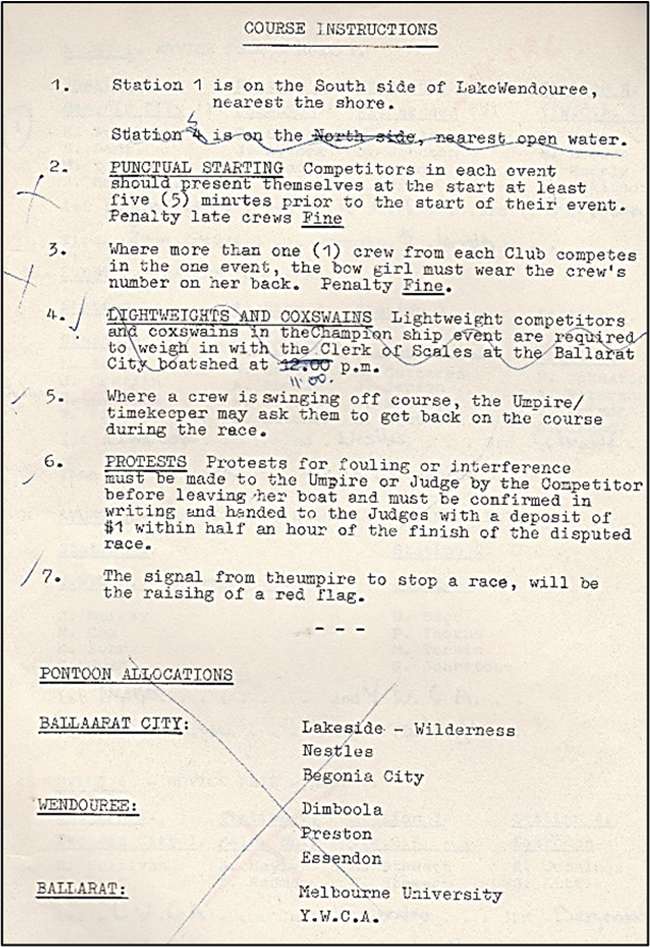 COURSE INSTRUCTIONS
1. Station 1 is on the South side of LakeWendouree,
nearest the shore.
Station 4 is on the North side, nearest open water.
2. PUNCTUAL STARTING Competitors in each event
should present themselves at the start at least
five (5) minutes prior to the start of their event.
Penalty late crews Fine
3. Where more than one (1) crew from each Club competes
in the one event, the bow girl must wear the crew's
number on her back. Penalty Fine.
4. LIGHTWEIGHTS AND COXSWAINS Lightweight competitors
and coxswains in theChampion ship event are required
to weigh in with the Clerk of Scales at the Ballarat
City boatshed at 12.00 p.m.
11.00.
5. Where a crew is swinging off course, the Umpire/
timekeeper may ask them to get back on the course
during the race.
6. PROTESTS Protests for fouling or interference
must be made to the Umpire or Judge by the Competitor
before leaving her boat and must be confirmed in
writing and handed to the Judges with a deposit of
$1 within half an hour of the finish of the disputed
race.
7. The signal from theumpire to stop a race, will be
the raising of a red flag.
- - -
PONTOON ALLOCATIONS
BALLAARAT CITY: Lakeside - Wilderness
Nestles
Begonia City
WENDOUREE: Dimboola
Preston
Essendon
BALLARAT: Melbourne University
Y.W.C.A.